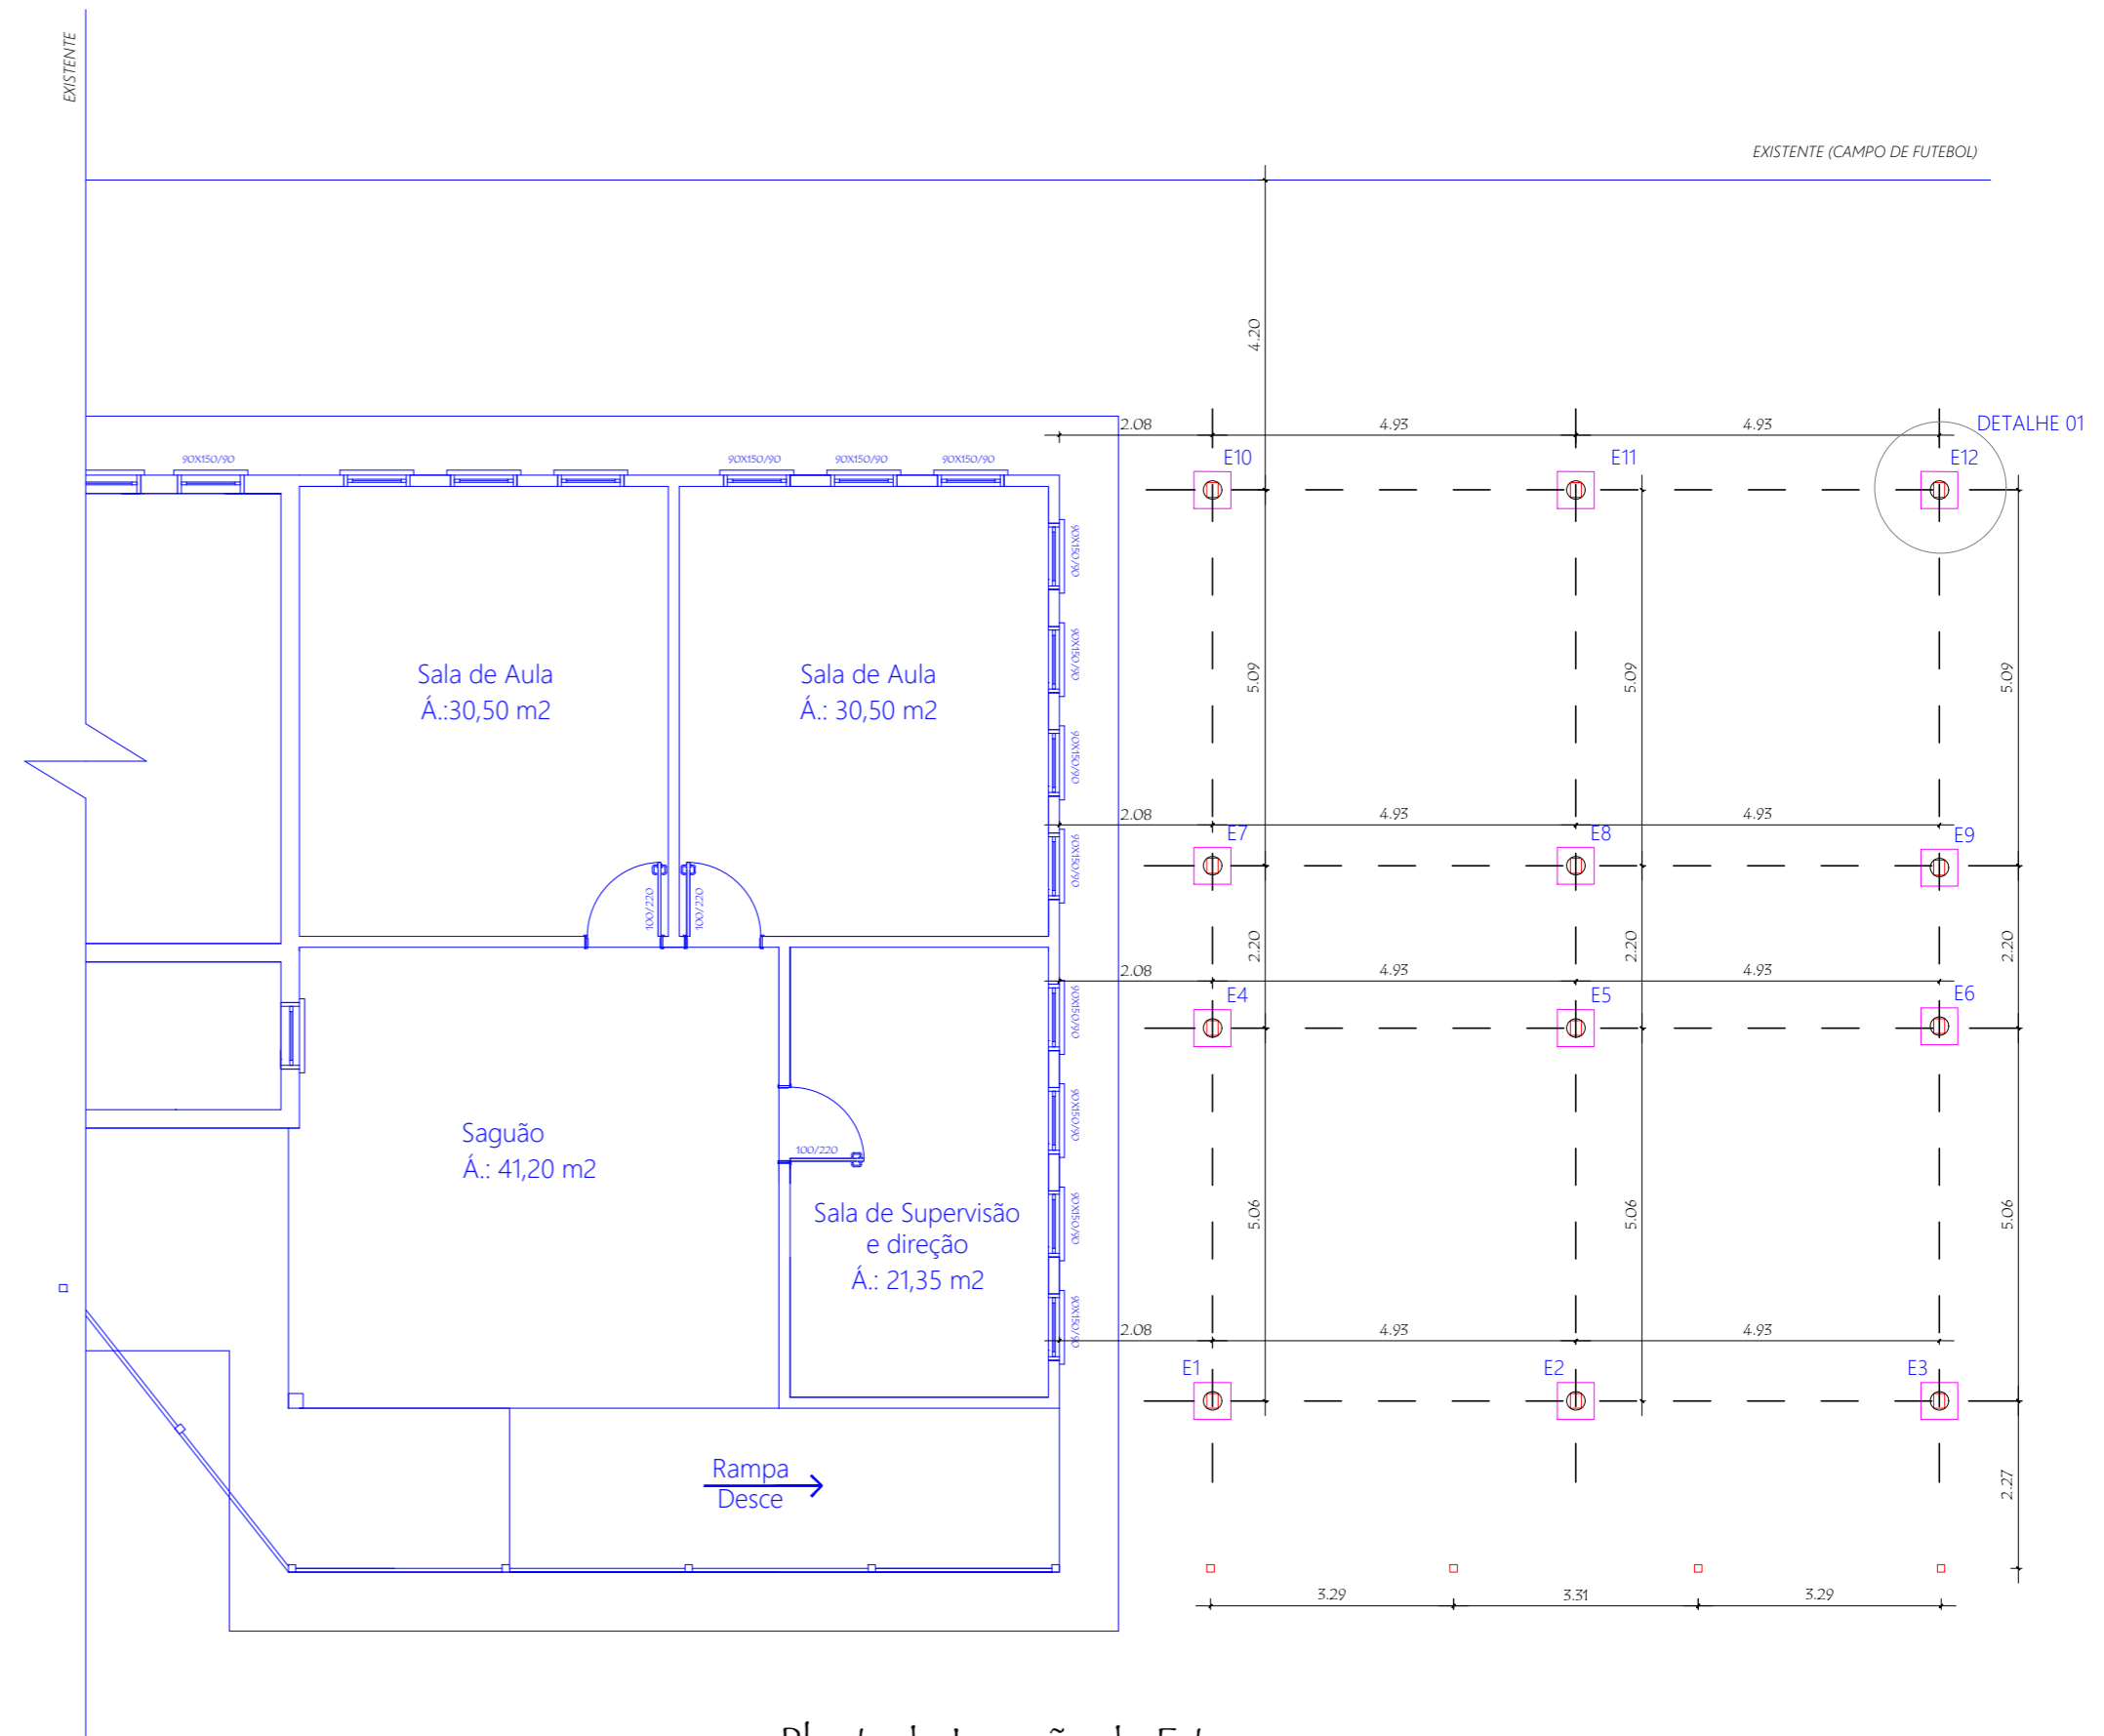 EXISTENTE
EXISTENTE (CAMPO DE FUTEBOL)
4.20
2.08
4.93
4.93
DETALHE 01
E10
E11
E12
90X150/90
90X150/90
90X150/90
90X150/90
90X150/90
90X150/90
90X150/90
90X150/90
Sala de Aula
Á.:30,50 m2
Sala de Aula
Á.: 30,50 m2
5.09
5.09
5.09
2.08
4.93
4.93
E7
E8
E9
100/220
100/220
2.20
2.20
2.20
2.08
4.93
4.93
E4
E5
E6
90X150/90
90X150/90
90X150/90
90X150/90
Saguão
Á.: 41,20 m2
100/220
Sala de Supervisão
e direção
Á.: 21,35 m2
5.06
5.06
5.06
2.08
4.93
4.93
E1
E2
E3
Rampa
Desce
2.27
3.29
3.31
3.29